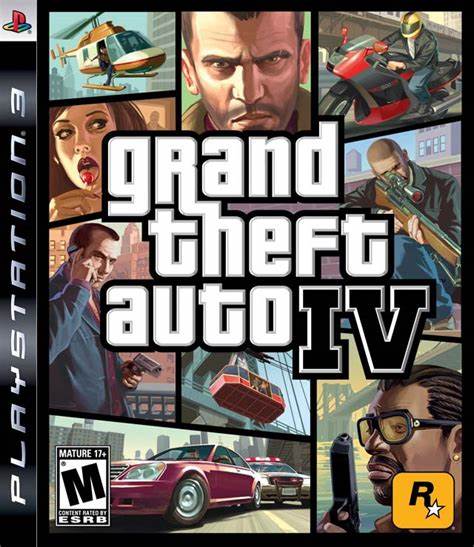 PLAYSTATION 3
grand
theft
auto IV
MATURE 17+
M
CONTENT RATED BY
ESRB
R